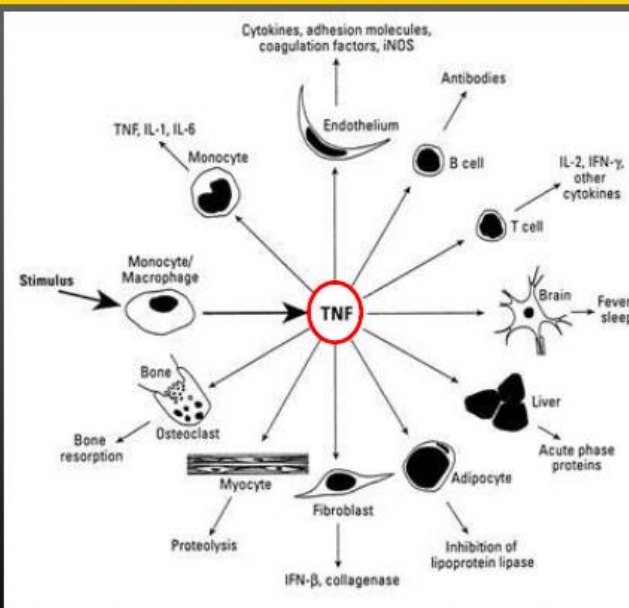 Cytokines, adhesion molecules,
coagulation factors, iNOS
Antibodies
Endothelium
TNF, IL-1, IL-6
Monocyte
B cell
IL-2, IFN-γ,
other
cytokines
T cell
Monocyte/
Macrophage
Stimulus
TNF
Brain
Fever
sleep
Bone
Osteoclast
Bone
resorption
Liver
Acute phase
proteins
Myocyte
Adipocyte
Fibroblast
Proteolysis
Inhibition of
lipoprotein lipase
IFN-β, collagenase